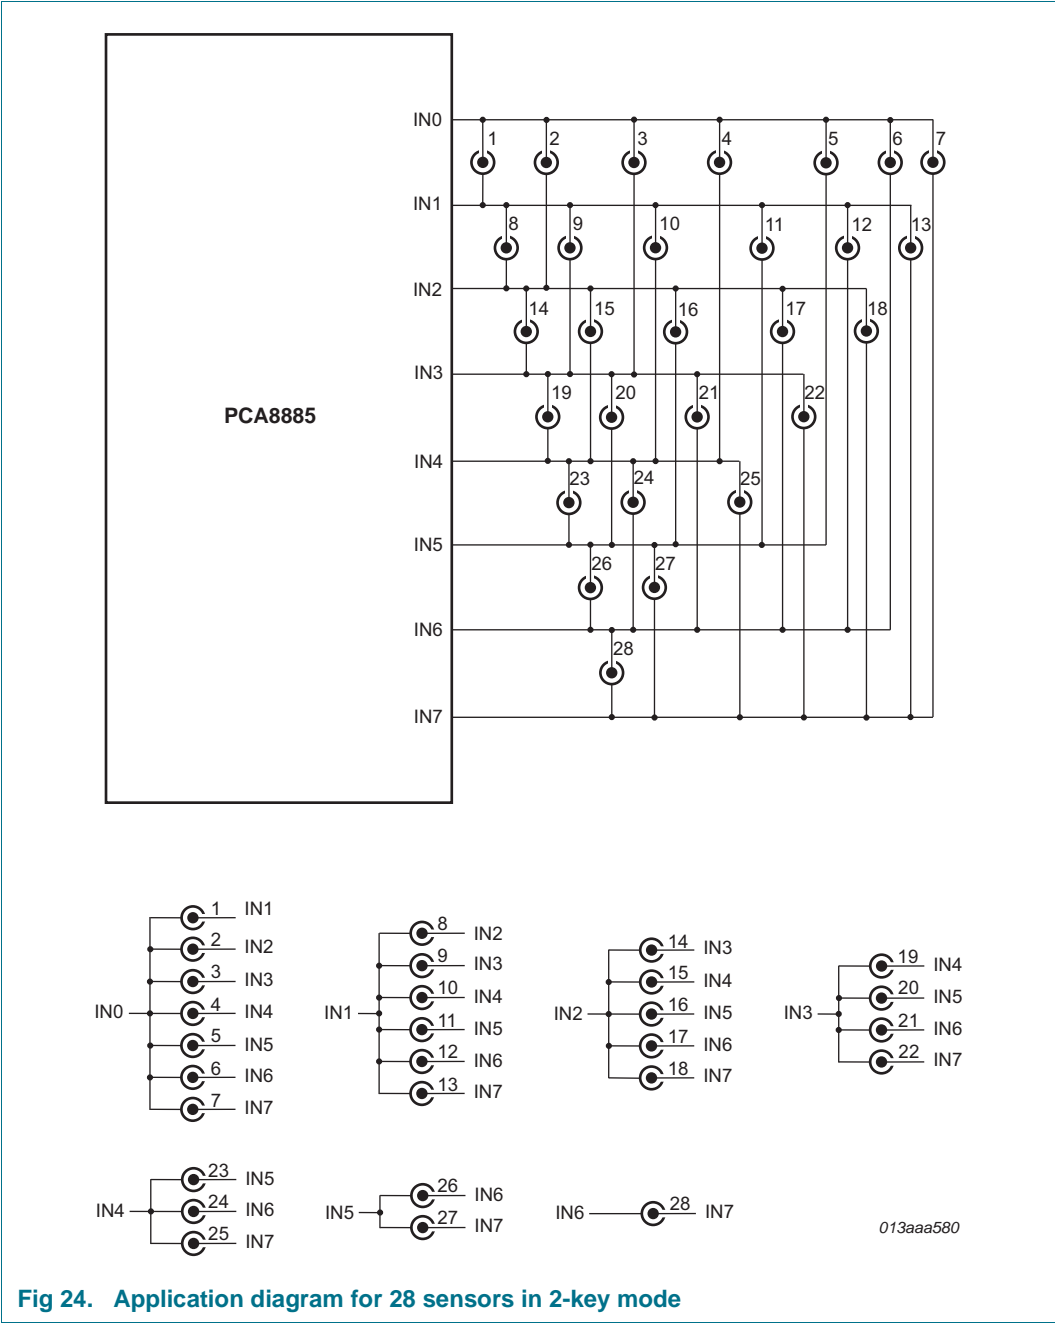 IN0
1 2 3 4 5 6 7
IN1
8 9 10 11 12 13
IN2
14 15 16 17 18
IN3
19 20 21 22
PCA8885
IN4
23 24 25
IN5
26 27
IN6
28
IN7
IN0
1 IN1
2 IN2
3 IN3
4 IN4
5 IN5
6 IN6
7 IN7
IN1
8 IN2
9 IN3
10 IN4
11 IN5
12 IN6
13 IN7
IN2
14 IN3
15 IN4
16 IN5
17 IN6
18 IN7
IN3
19 IN4
20 IN5
21 IN6
22 IN7
IN4
23 IN5
24 IN6
25 IN7
IN5
26 IN6
27 IN7
IN6
28 IN7
013aaa580
Fig 24. Application diagram for 28 sensors in 2-key mode